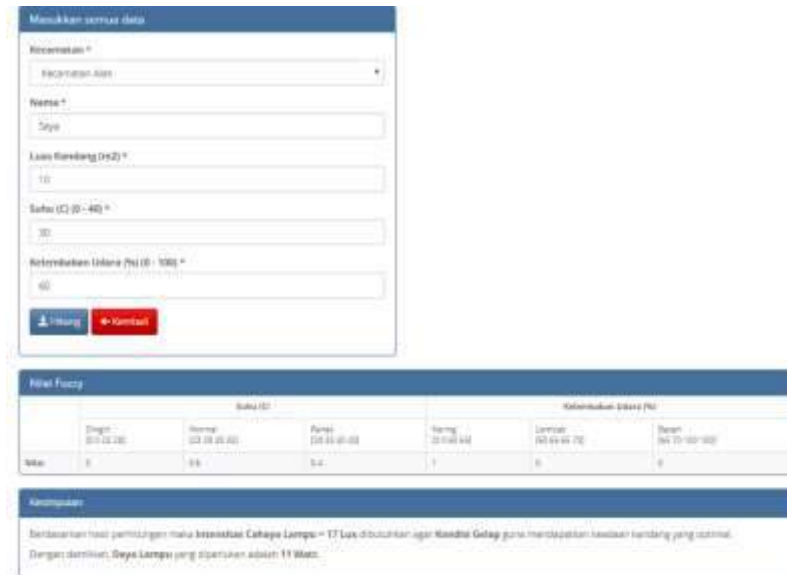 Masukkan semua data
Kecamatan *
Kecamatan
Nama *
Saya
Luas Kandang (m2) *
10
Suhu (C) (0 - 40) *
30
Kelembaban Udara (%) (0 - 100) *
60
Hitung Kembali
Nilai Fuzzy
Suhu (C) Kelembaban Udara (%)
Dingin Normal Panas Kering Lembab Basah
Nilai 0 0.6 0.4 1 0 0
Kesimpulan
Berdasarkan hasil perhitungan maka Intensitas Cahaya Lampu = 17 Lux dibutuhkan agar Kondisi Gelap guna mendapatkan keadaan kandang yang optimal.
Dengan demikian, Daya Lampu yang diperlukan adalah 11 Watt.